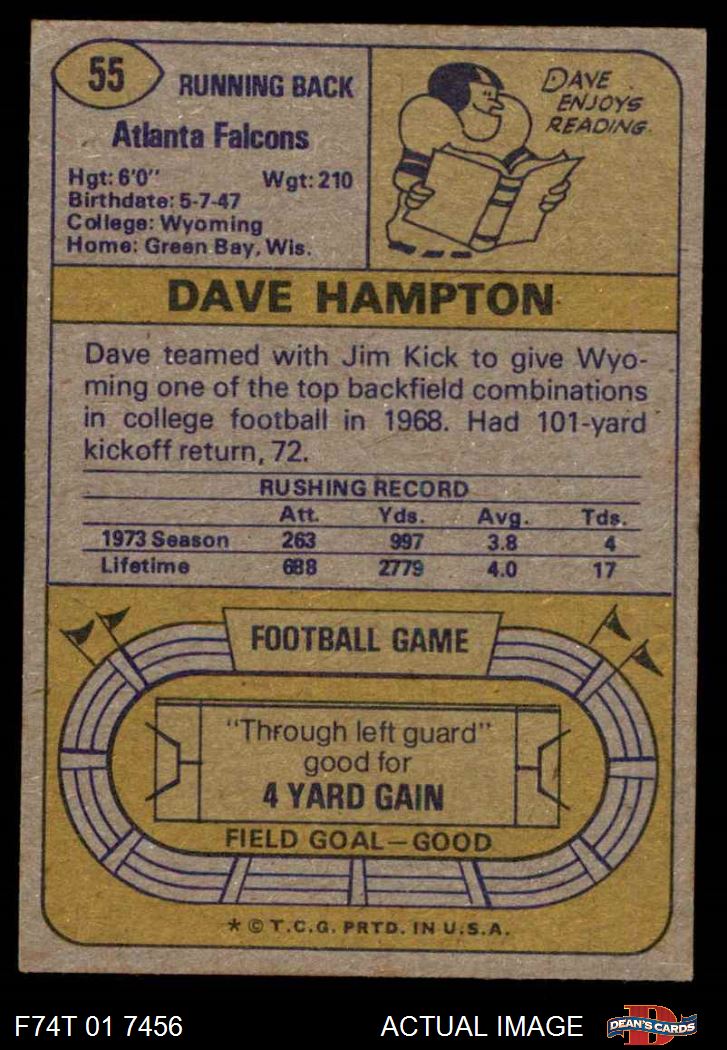 55
RUNNING BACK
Atlanta Falcons
Hgt: 6'0" Wgt: 210
Birthdate: 5-7-47
College: Wyoming
Home: Green Bay, Wis.
DAVE
ENJOYS
READING.
DAVE HAMPTON
Dave teamed with Jim Kick to give Wyo-
ming one of the top backfield combinations
in college football in 1968. Had 101-yard
kickoff return, 72.
RUSHING RECORD
Att. Yds. Avg. Tds.
1973 Season 263 997 3.8 4
Lifetime 688 2779 4.0 17
FOOTBALL GAME
"Through left guard"
good for
4 YARD GAIN
FIELD GOAL—GOOD
* © T.C.G. PRTD. IN U.S.A.
F74T 01 7456 ACTUAL IMAGE
D
DEAN'S CARDS